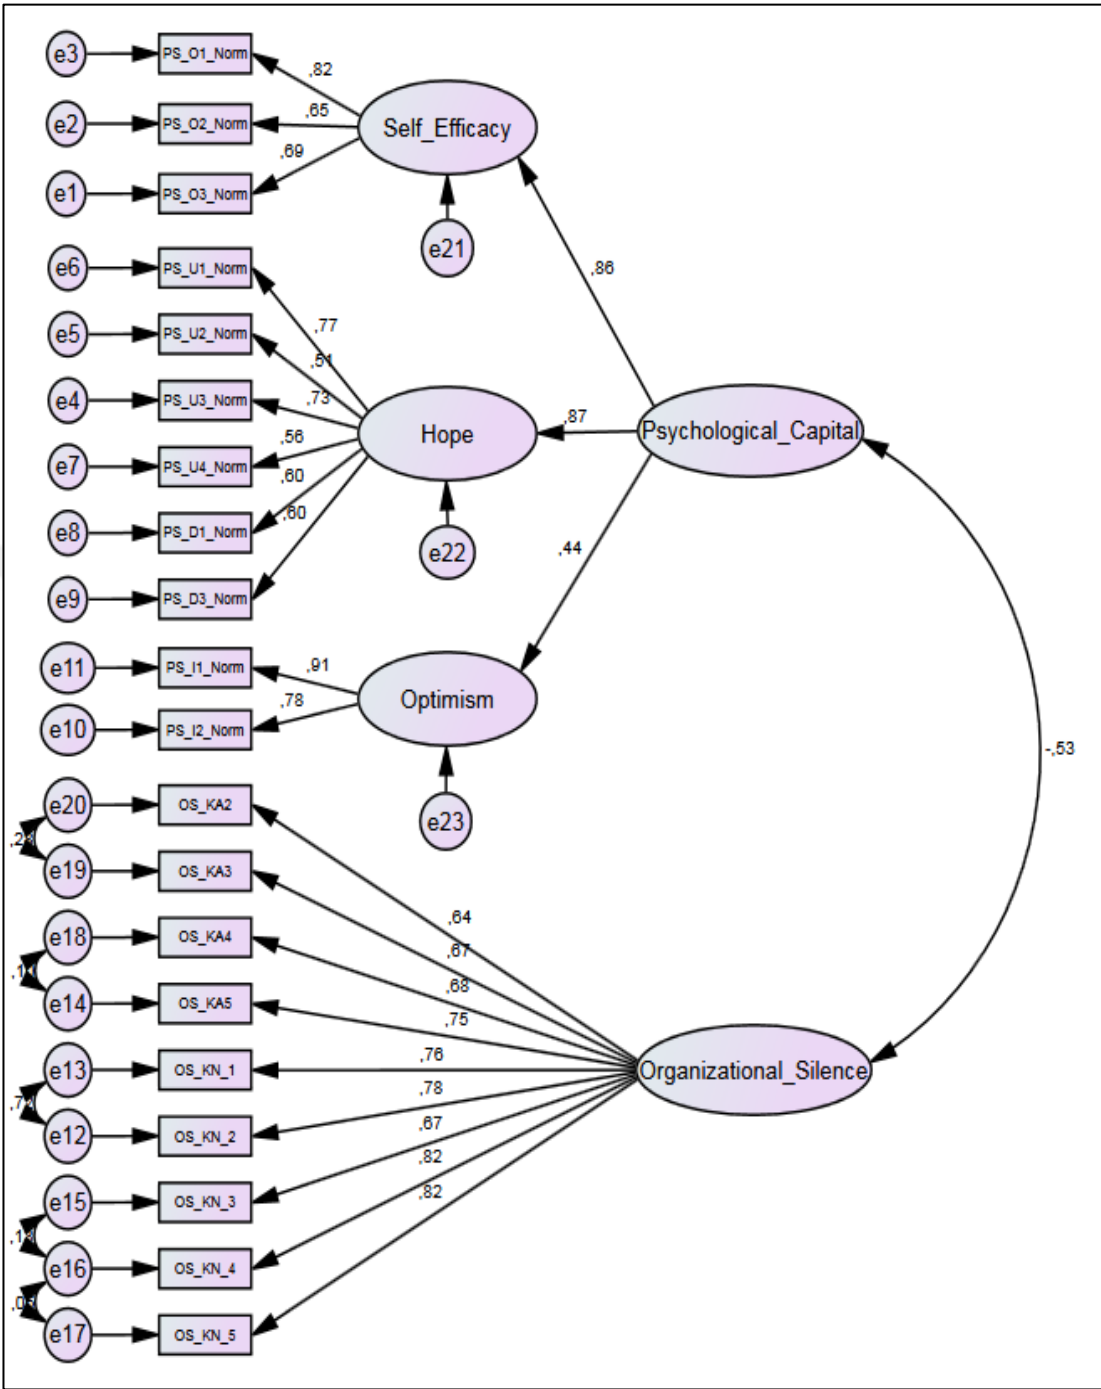 e3
PS_O1_Norm
,82
e2
PS_O2_Norm
,65
Self_Efficacy
e1
PS_O3_Norm
,69
e21
e6
PS_U1_Norm
,86
e5
PS_U2_Norm
,77
,51
e4
PS_U3_Norm
,73
Hope
,87
Psychological_Capital
e7
PS_U4_Norm
,56
e8
PS_D1_Norm
,60
e22
e9
PS_D3_Norm
,60
,44
e11
PS_I1_Norm
,91
Optimism
e10
PS_I2_Norm
,78
-,53
e23
e20
OS_KA2
,64
e19
OS_KA3
,67
e18
OS_KA4
,68
e14
OS_KA5
,75
e13
OS_KN_1
,76
Organizational_Silence
e12
OS_KN_2
,78
e15
OS_KN_3
,67
e16
OS_KN_4
,82
e17
OS_KN_5
,82